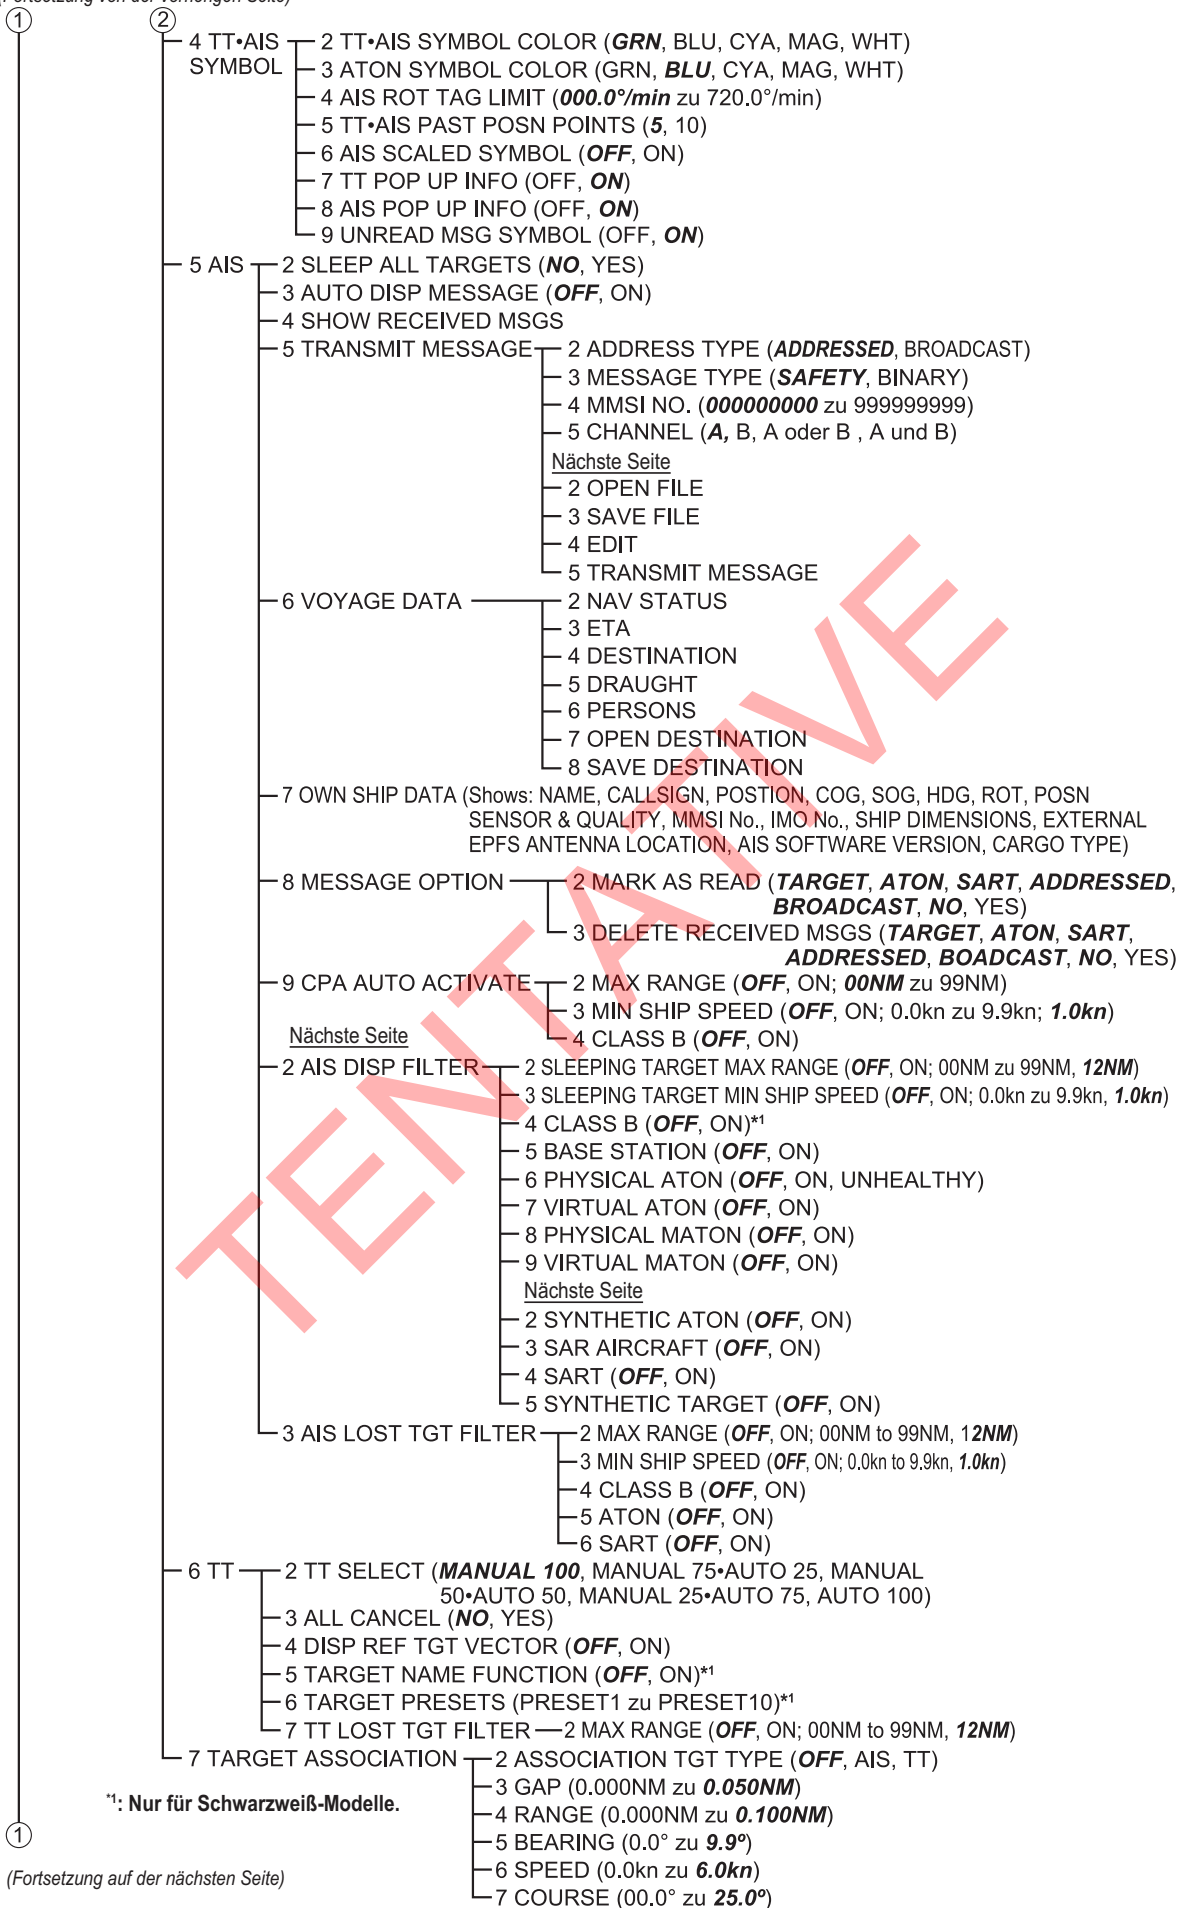 (Fortsetzung von der vorherigen Seite)
1 2
4 TT•AIS SYMBOL
2 TT•AIS SYMBOL COLOR (GRN, BLU, CYA, MAG, WHT)
3 ATON SYMBOL COLOR (GRN, BLU, CYA, MAG, WHT)
4 AIS ROT TAG LIMIT (000.0°/min zu 720.0°/min)
5 TT•AIS PAST POSN POINTS (5, 10)
6 AIS SCALED SYMBOL (OFF, ON)
7 TT POP UP INFO (OFF, ON)
8 AIS POP UP INFO (OFF, ON)
9 UNREAD MSG SYMBOL (OFF, ON)
5 AIS
2 SLEEP ALL TARGETS (NO, YES)
3 AUTO DISP MESSAGE (OFF, ON)
4 SHOW RECEIVED MSGS
5 TRANSMIT MESSAGE
2 ADDRESS TYPE (ADDRESSED, BROADCAST)
3 MESSAGE TYPE (SAFETY, BINARY)
4 MMSI NO. (000000000 zu 999999999)
5 CHANNEL (A, B, A oder B , A und B)
Nächste Seite
2 OPEN FILE
3 SAVE FILE
4 EDIT
5 TRANSMIT MESSAGE
6 VOYAGE DATA
2 NAV STATUS
3 ETA
4 DESTINATION
5 DRAUGHT
6 PERSONS
7 OPEN DESTINATION
8 SAVE DESTINATION
7 OWN SHIP DATA (Shows: NAME, CALLSIGN, POSTION, COG, SOG, HDG, ROT, POSN
SENSOR & QUALITY, MMSI No., IMO No., SHIP DIMENSIONS, EXTERNAL
EPFS ANTENNA LOCATION, AIS SOFTWARE VERSION, CARGO TYPE)
8 MESSAGE OPTION
2 MARK AS READ (TARGET, ATON, SART, ADDRESSED,
BROADCAST, NO, YES)
3 DELETE RECEIVED MSGS (TARGET, ATON, SART,
ADDRESSED, BOADCAST, NO, YES)
9 CPA AUTO ACTIVATE
2 MAX RANGE (OFF, ON; 00NM zu 99NM)
3 MIN SHIP SPEED (OFF, ON; 0.0kn zu 9.9kn; 1.0kn)
4 CLASS B (OFF, ON)
Nächste Seite
2 AIS DISP FILTER
2 SLEEPING TARGET MAX RANGE (OFF, ON; 00NM zu 99NM, 12NM)
3 SLEEPING TARGET MIN SHIP SPEED (OFF, ON; 0.0kn zu 9.9kn, 1.0kn)
4 CLASS B (OFF, ON)*1
5 BASE STATION (OFF, ON)
6 PHYSICAL ATON (OFF, ON, UNHEALTHY)
7 VIRTUAL ATON (OFF, ON)
8 PHYSICAL MATON (OFF, ON)
9 VIRTUAL MATON (OFF, ON)
Nächste Seite
2 SYNTHETIC ATON (OFF, ON)
3 SAR AIRCRAFT (OFF, ON)
4 SART (OFF, ON)
5 SYNTHETIC TARGET (OFF, ON)
3 AIS LOST TGT FILTER
2 MAX RANGE (OFF, ON; 00NM to 99NM, 12NM)
3 MIN SHIP SPEED (OFF, ON; 0.0kn to 9.9kn, 1.0kn)
4 CLASS B (OFF, ON)
5 ATON (OFF, ON)
6 SART (OFF, ON)
6 TT
2 TT SELECT (MANUAL 100, MANUAL 75•AUTO 25, MANUAL
50•AUTO 50, MANUAL 25•AUTO 75, AUTO 100)
3 ALL CANCEL (NO, YES)
4 DISP REF TGT VECTOR (OFF, ON)
5 TARGET NAME FUNCTION (OFF, ON)*1
6 TARGET PRESETS (PRESET1 zu PRESET10)*1
7 TT LOST TGT FILTER
2 MAX RANGE (OFF, ON; 00NM to 99NM, 12NM)
7 TARGET ASSOCIATION
2 ASSOCIATION TGT TYPE (OFF, AIS, TT)
3 GAP (0.000NM zu 0.050NM)
4 RANGE (0.000NM zu 0.100NM)
5 BEARING (0.0° zu 9.9º)
6 SPEED (0.0kn zu 6.0kn)
7 COURSE (00.0° zu 25.0º)
*1: Nur für Schwarzweiß-Modelle.
1
(Fortsetzung auf der nächsten Seite)
TENTATIVE